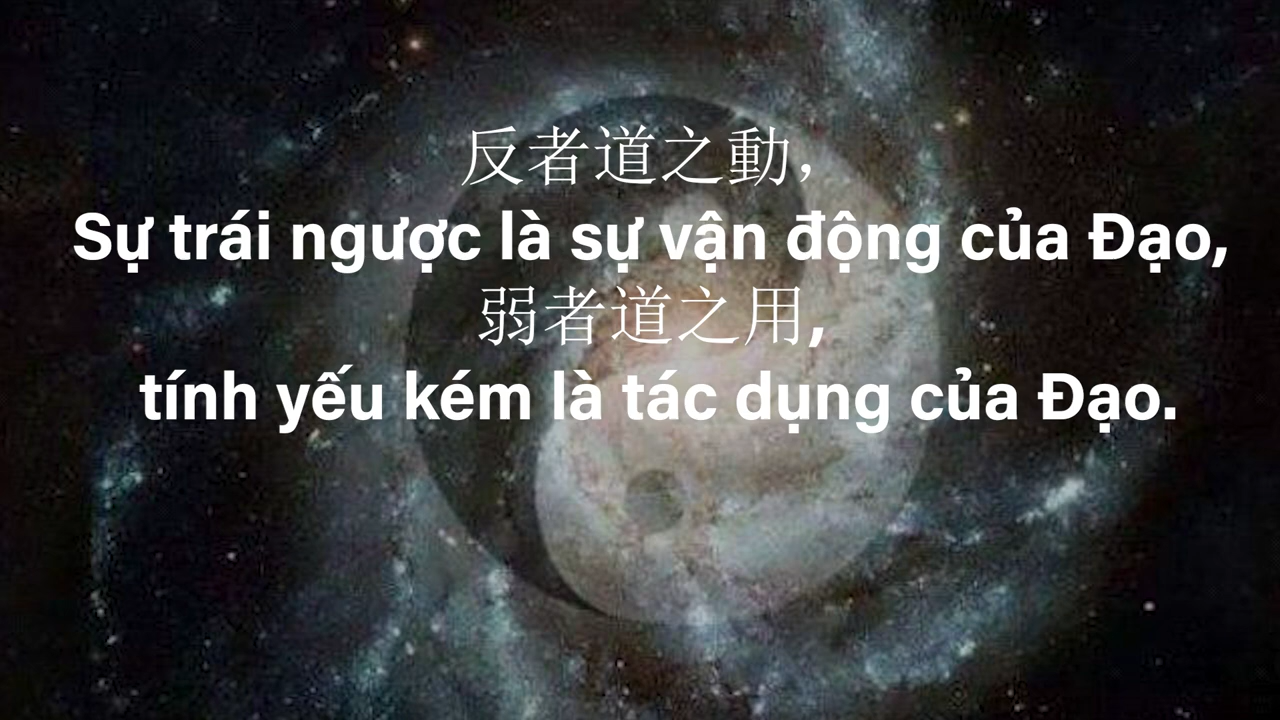 反者道之動，
Sự trái ngược là sự vận động của Đạo,
弱者道之用,
tính yếu kém là tác dụng của Đạo.